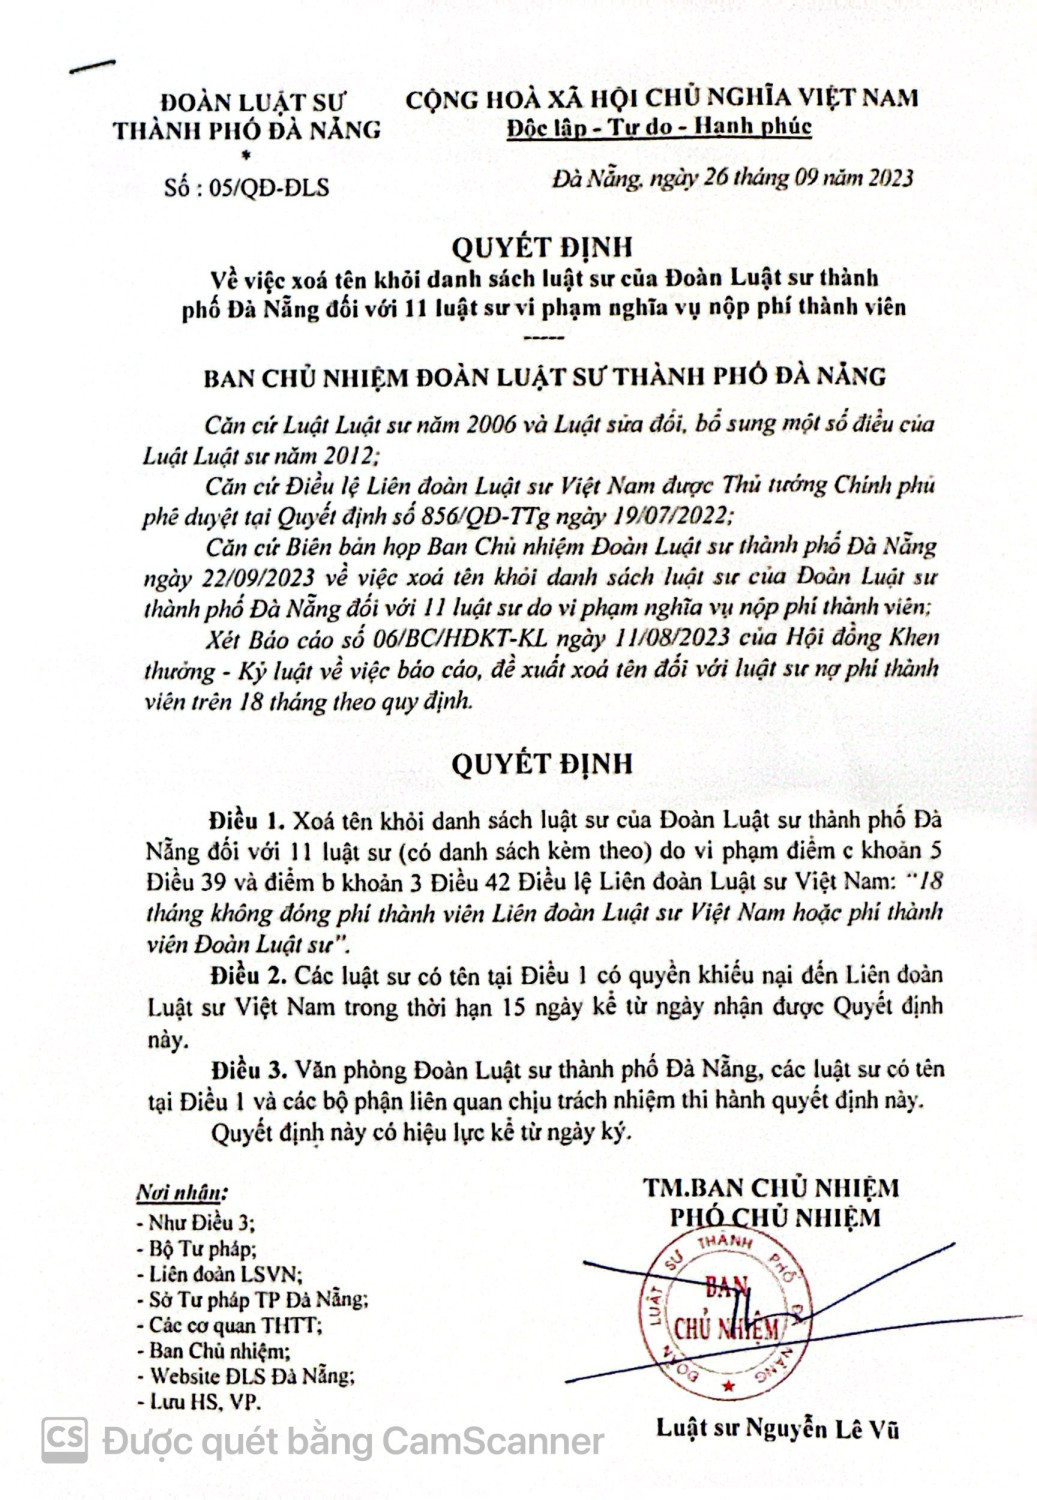 ĐOÀN LUẬT SƯ
THÀNH PHỐ ĐÀ NẴNG
*
Số : 05/QĐ-ĐLS
CỘNG HOÀ XÃ HỘI CHỦ NGHĨA VIỆT NAM
Độc lập - Tự do - Hạnh phúc
Đà Nẵng, ngày 26 tháng 09 năm 2023
QUYẾT ĐỊNH
Về việc xoá tên khỏi danh sách luật sư của Đoàn Luật sư thành
phố Đà Nẵng đối với 11 luật sư vi phạm nghĩa vụ nộp phí thành viên
-----
BAN CHỦ NHIỆM ĐOÀN LUẬT SƯ THÀNH PHỐ ĐÀ NẴNG
Căn cứ Luật Luật sư năm 2006 và Luật sửa đổi, bổ sung một số điều của
Luật Luật sư năm 2012;
Căn cứ Điều lệ Liên đoàn Luật sư Việt Nam được Thủ tướng Chính phủ
phê duyệt tại Quyết định số 856/QĐ-TTg ngày 19/07/2022;
Căn cứ Biên bản họp Ban Chủ nhiệm Đoàn Luật sư thành phố Đà Nẵng
ngày 22/09/2023 về việc xoá tên khỏi danh sách luật sư của Đoàn Luật sư
thành phố Đà Nẵng đối với 11 luật sư do vi phạm nghĩa vụ nộp phí thành viên;
Xét Báo cáo số 06/BC/HĐKT-KL ngày 11/08/2023 của Hội đồng Khen
thưởng - Kỷ luật về việc báo cáo, đề xuất xoá tên đối với luật sư nợ phí thành
viên trên 18 tháng theo quy định.
QUYẾT ĐỊNH
Điều 1. Xoá tên khỏi danh sách luật sư của Đoàn Luật sư thành phố Đà
Nẵng đối với 11 luật sư (có danh sách kèm theo) do vi phạm điểm c khoản 5
Điều 39 và điểm b khoản 3 Điều 42 Điều lệ Liên đoàn Luật sư Việt Nam: “18
tháng không đóng phí thành viên Liên đoàn Luật sư Việt Nam hoặc phí thành
viên Đoàn Luật sư”.
Điều 2. Các luật sư có tên tại Điều 1 có quyền khiếu nại đến Liên đoàn
Luật sư Việt Nam trong thời hạn 15 ngày kể từ ngày nhận được Quyết định
này.
Điều 3. Văn phòng Đoàn Luật sư thành phố Đà Nẵng, các luật sư có tên
tại Điều 1 và các bộ phận liên quan chịu trách nhiệm thi hành quyết định này.
Quyết định này có hiệu lực kể từ ngày ký.
Nơi nhận:
- Như Điều 3;
- Bộ Tư pháp;
- Liên đoàn LSVN;
- Sở Tư pháp TP Đà Nẵng;
- Các cơ quan THTT;
- Ban Chủ nhiệm;
- Website ĐLS Đà Nẵng;
- Lưu HS, VP.
TM.BAN CHỦ NHIỆM
PHÓ CHỦ NHIỆM
ĐOÀN LUẬT SƯ THÀNH PHỐ ĐÀ NẴNG
BAN
CHỦ NHIỆM
Luật sư Nguyễn Lê Vũ
CS Được quét bằng CamScanner